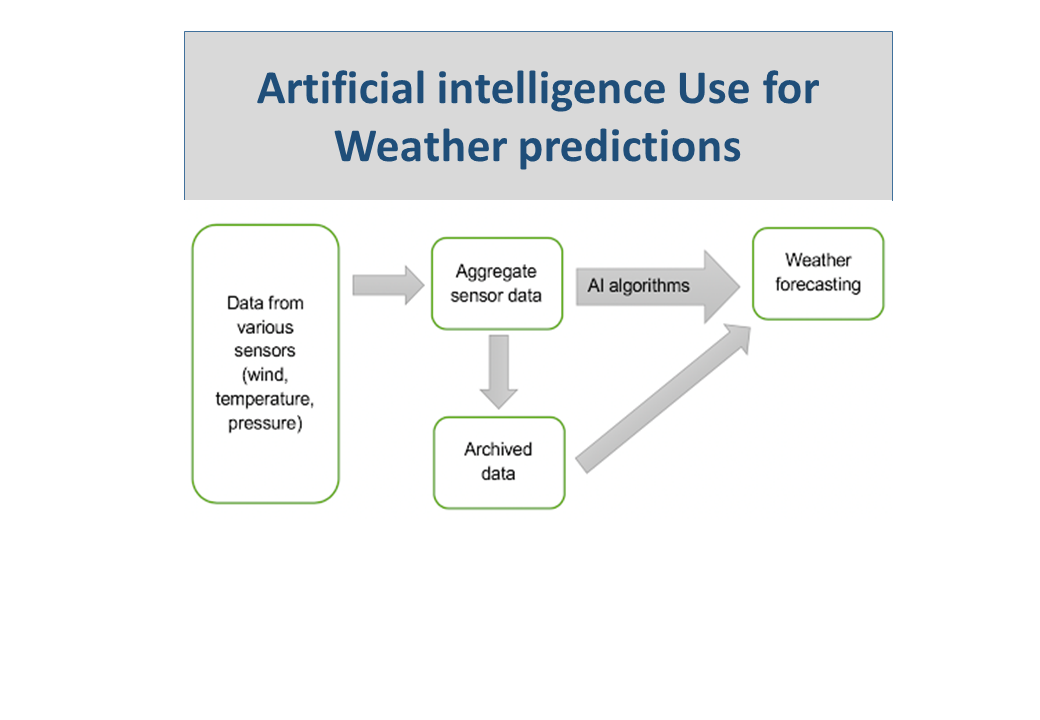 Artificial intelligence Use for
Weather predictions
Data from
various
sensors
(wind,
temperature,
pressure)
Aggregate
sensor data
AI algorithms
Weather
forecasting
Archived
data